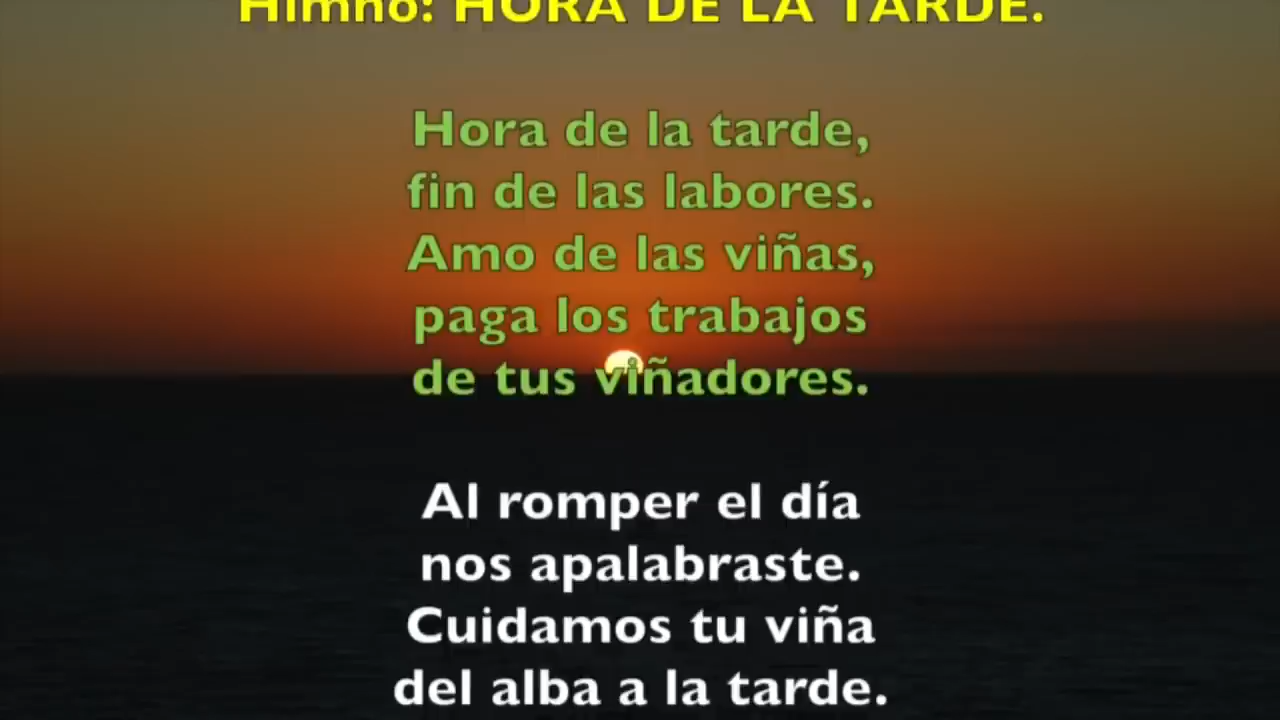 Himno: HORA DE LA TARDE.
Hora de la tarde,
fin de las labores.
Amo de las viñas,
paga los trabajos
de tus viñadores.
Al romper el día
nos apalabraste.
Cuidamos tu viña
del alba a la tarde.